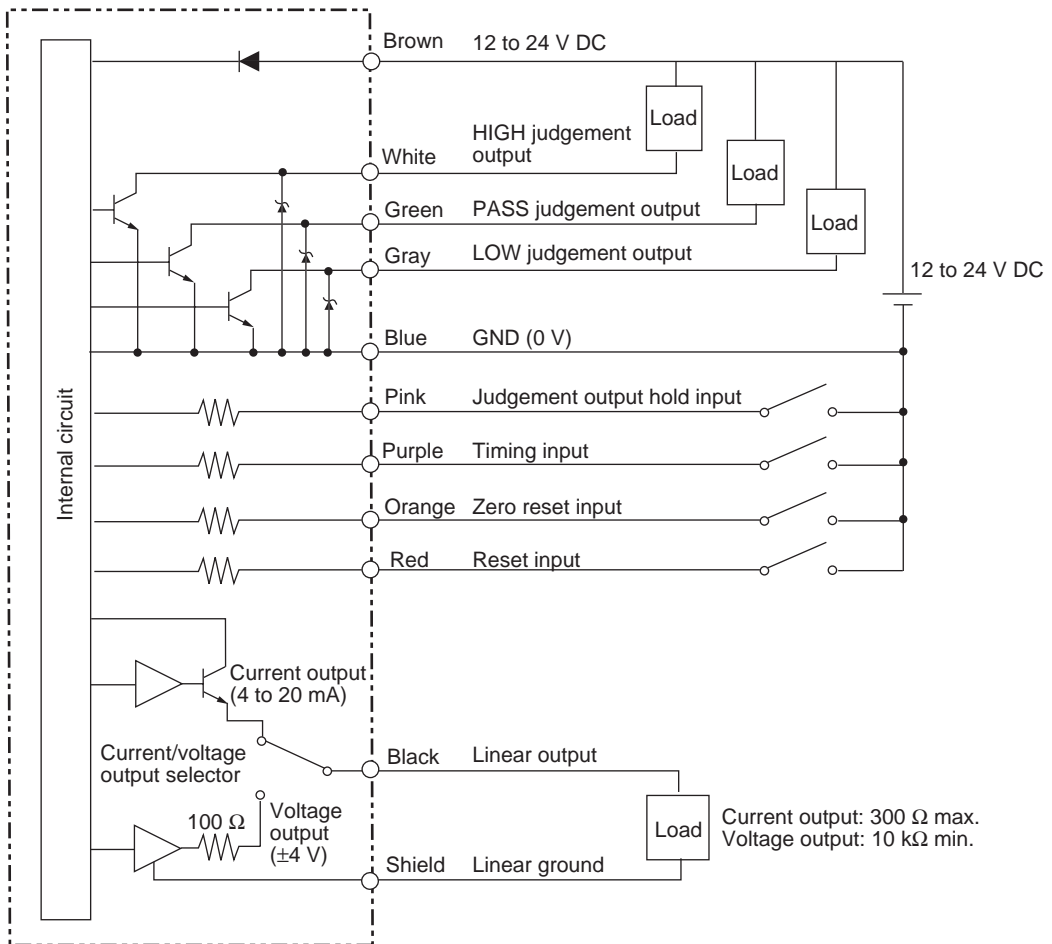 Brown 12 to 24 V DC
Load
HIGH judgement
output
White
Load
Green PASS judgement output
Load
Gray LOW judgement output
12 to 24 V DC
Blue GND (0 V)
Internal circuit
Pink Judgement output hold input
Purple Timing input
Orange Zero reset input
Red Reset input
Current output
(4 to 20 mA)
Current/voltage
output selector
Black Linear output
100 Ω
Voltage
output
(±4 V)
Load
Current output: 300 Ω max.
Voltage output: 10 kΩ min.
Shield Linear ground